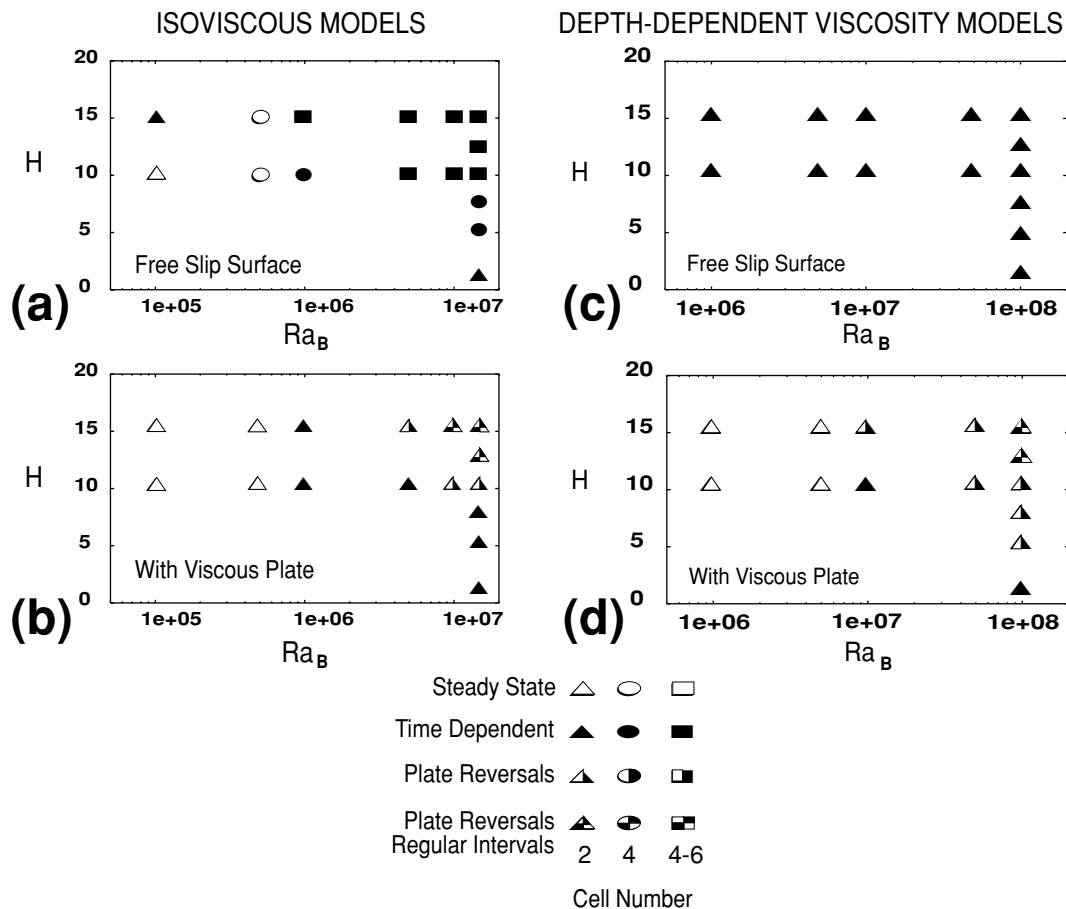 ISOVISCOUS MODELS
DEPTH-DEPENDENT VISCOSITY MODELS
20
15
H
10
5
0
Free Slip Surface
(a)
1e+05
1e+06
1e+07
Ra B
20
15
H
10
5
0
Free Slip Surface
(c)
1e+06
1e+07
1e+08
Ra B
20
15
H
10
5
0
With Viscous Plate
(b)
1e+05
1e+06
1e+07
Ra B
20
15
H
10
5
0
With Viscous Plate
(d)
1e+06
1e+07
1e+08
Ra B
Steady State
Time Dependent
Plate Reversals
Plate Reversals
Regular Intervals
2 4 4-6
Cell Number